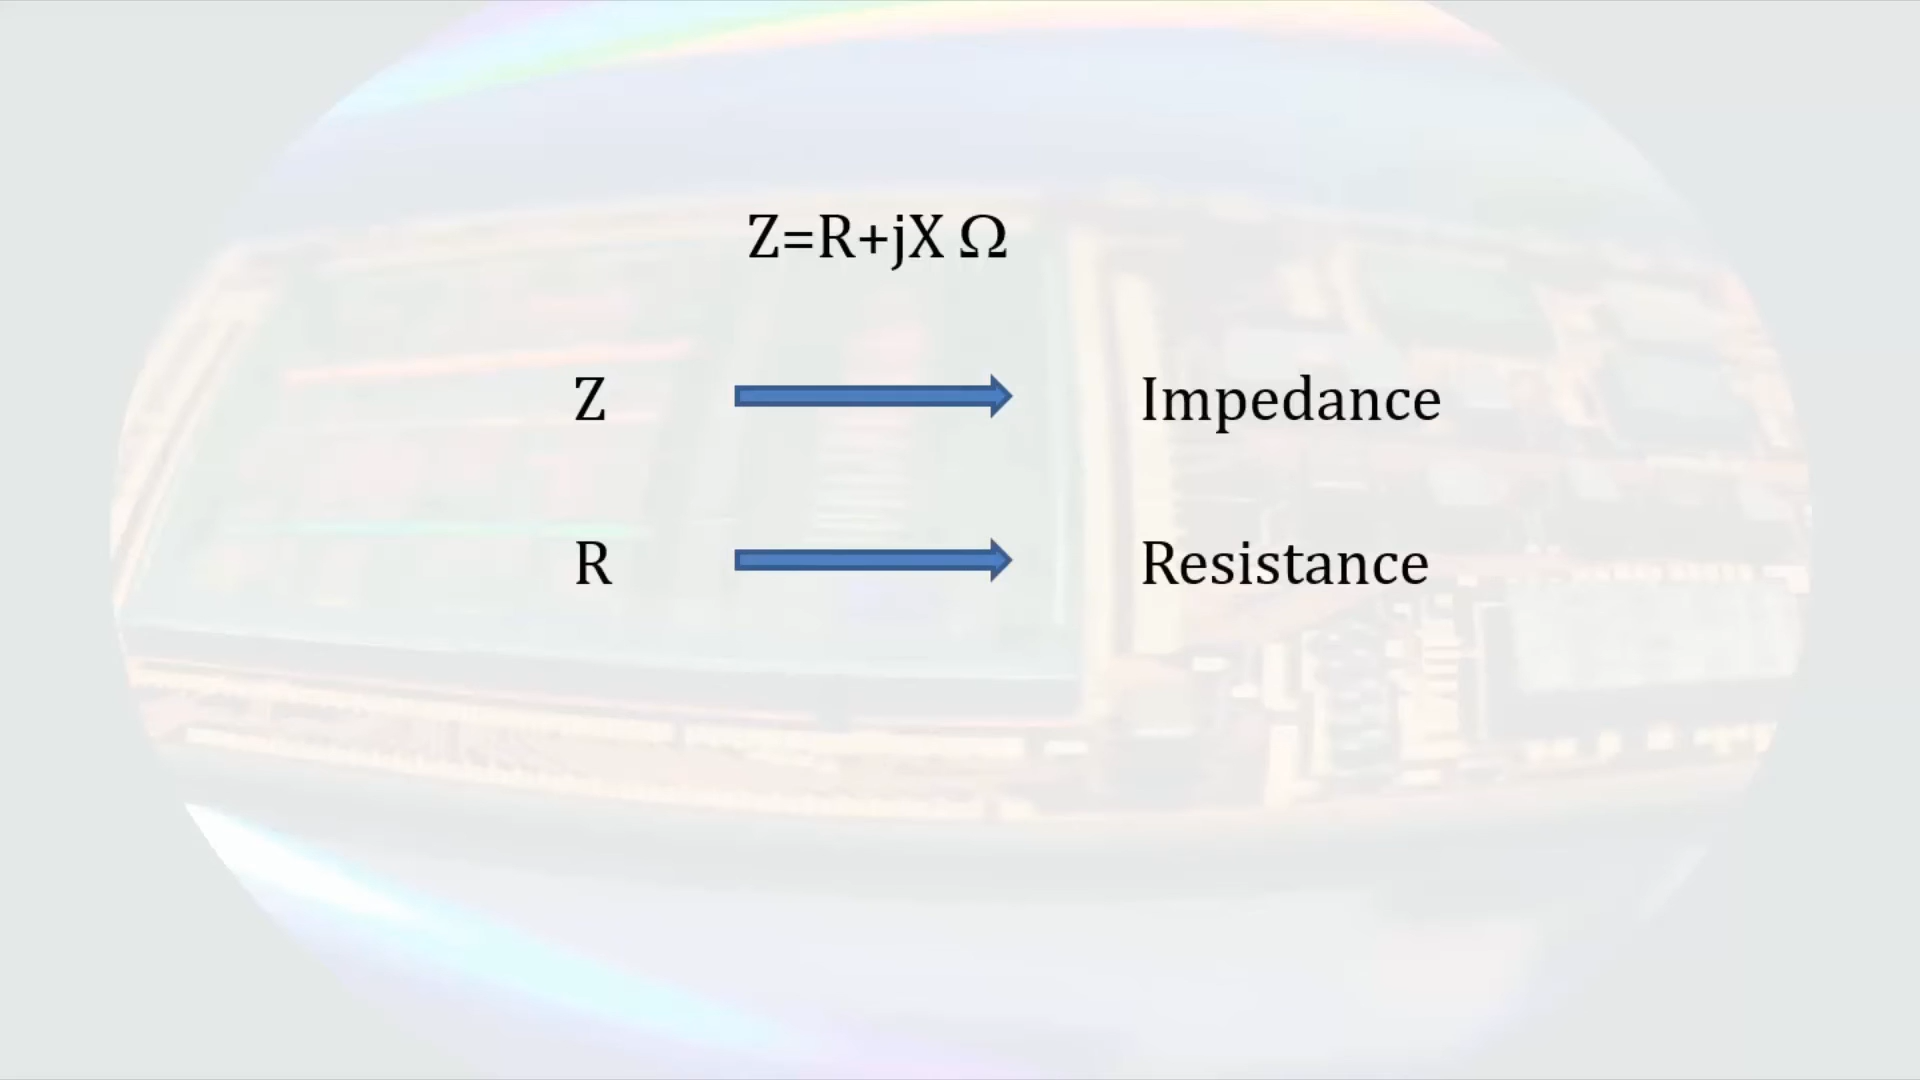 Z=R+jX Ω
Z Impedance
R Resistance